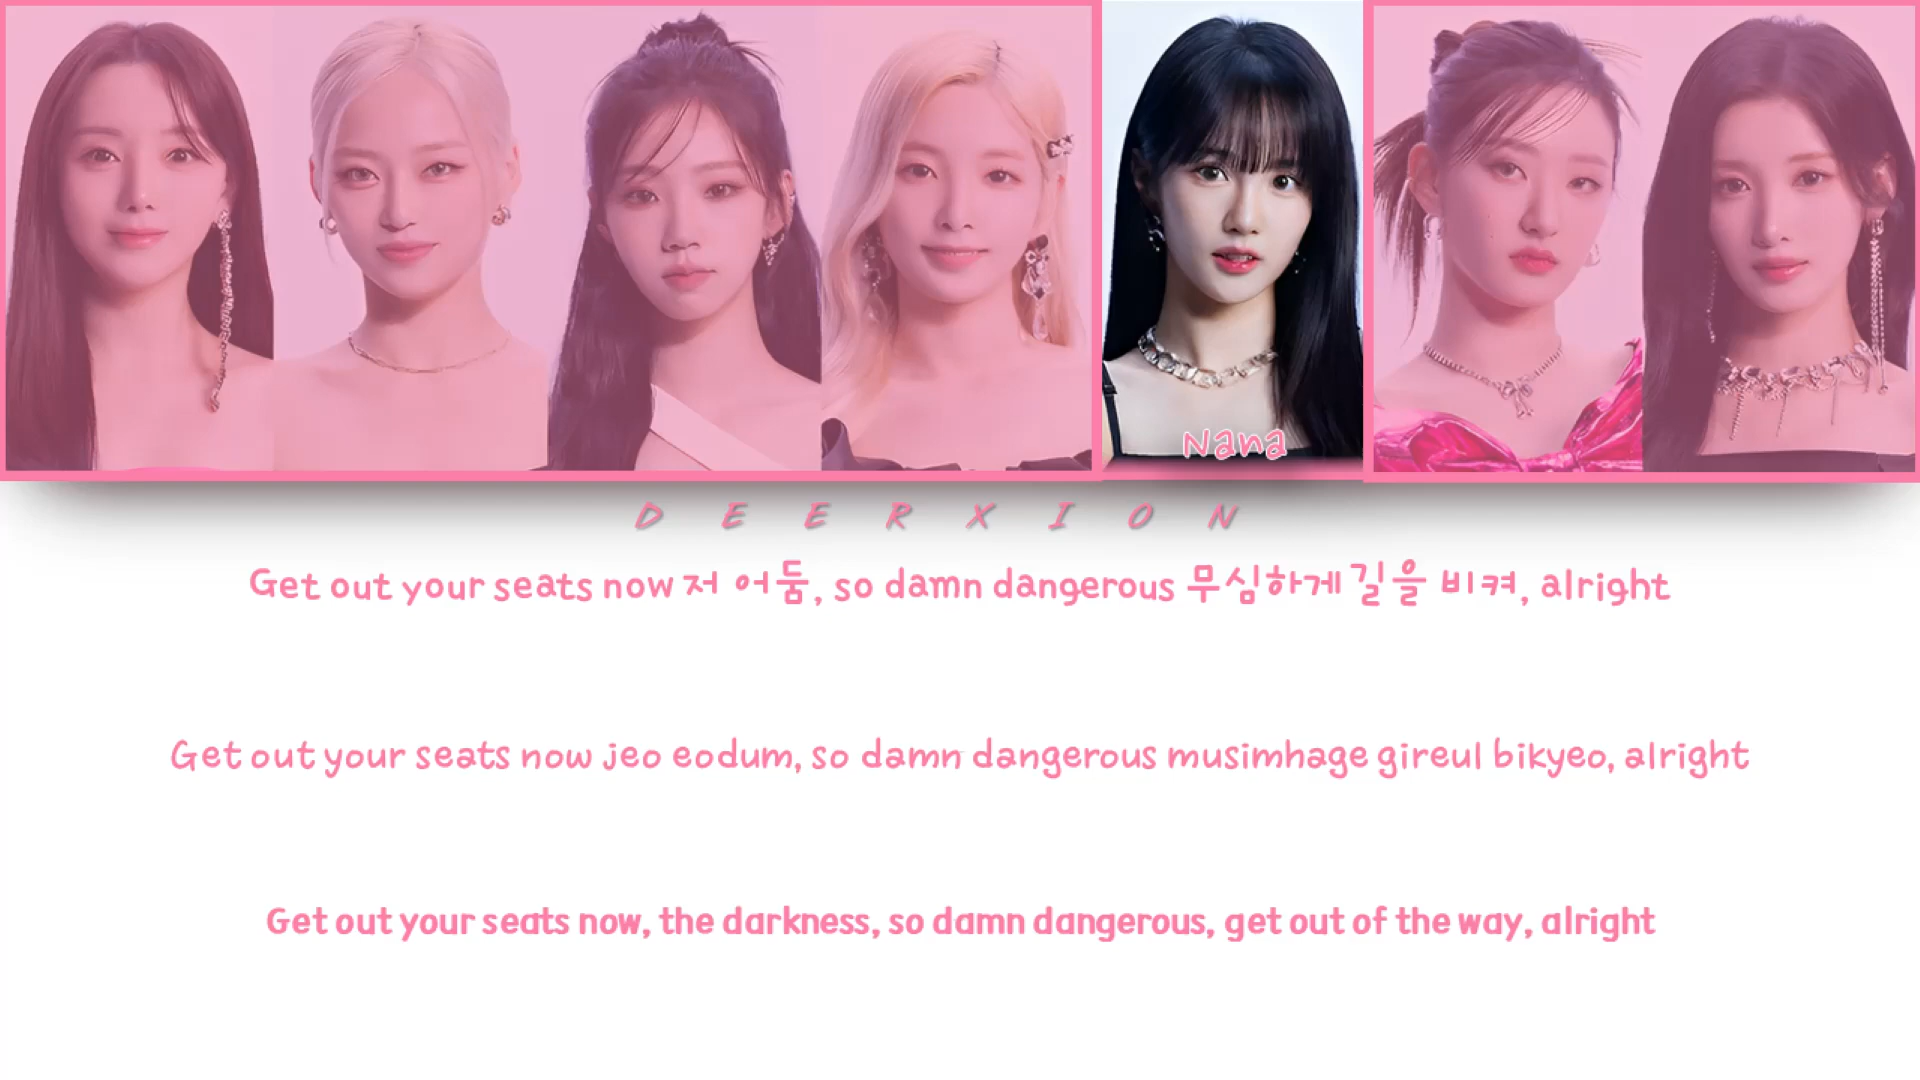 Nana
DEERXION
Get out your seats now 저 어둠, so damn dangerous 무심하게 길을 비켜, alright
Get out your seats now jeo eodum, so damn dangerous musimhage gireul bikyeo, alright
Get out your seats now, the darkness, so damn dangerous, get out of the way, alright